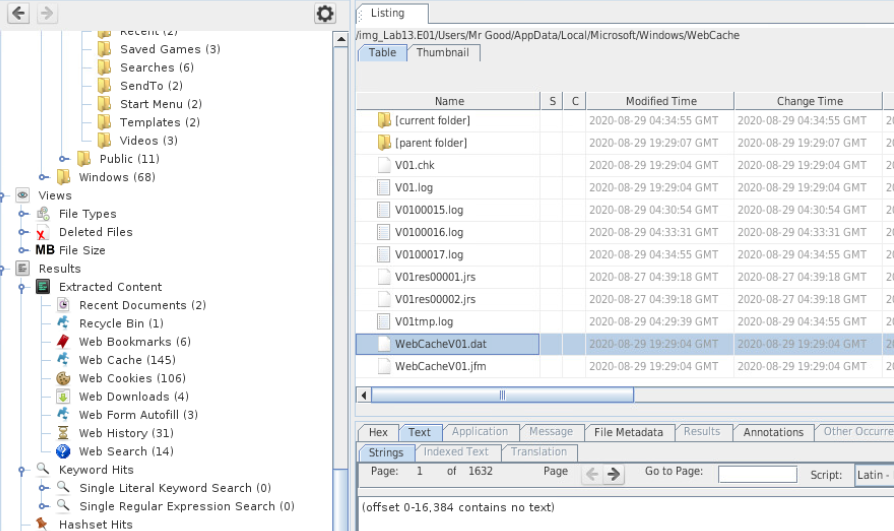 Recent (2)
Saved Games (3)
Searches (6)
SendTo (2)
Start Menu (2)
Templates (2)
Videos (3)
Public (11)
Windows (68)
Views
File Types
Deleted Files
MB File Size
Results
Extracted Content
Recent Documents (2)
Recycle Bin (1)
Web Bookmarks (6)
Web Cache (145)
Web Cookies (106)
Web Downloads (4)
Web Form Autofill (3)
Web History (31)
Web Search (14)
Keyword Hits
Single Literal Keyword Search (0)
Single Regular Expression Search (0)
Hashset Hits
Listing
/img_Lab13.E01/Users/Mr Good/AppData/Local/Microsoft/Windows/WebCache
Table Thumbnail
Name S C Modified Time Change Time
[current folder] 2020-08-29 04:34:55 GMT 2020-08-29 04:34:55 GMT
[parent folder] 2020-08-29 19:29:07 GMT 2020-08-29 19:29:07 GMT
V01.chk 2020-08-29 19:29:04 GMT 2020-08-29 19:29:04 GMT
V01.log 2020-08-29 19:29:04 GMT 2020-08-29 19:29:04 GMT
V0100015.log 2020-08-29 04:30:54 GMT 2020-08-29 04:30:54 GMT
V0100016.log 2020-08-29 04:33:31 GMT 2020-08-29 04:33:31 GMT
V0100017.log 2020-08-29 04:34:55 GMT 2020-08-29 04:34:55 GMT
V01res00001.jrs 2020-08-27 04:39:18 GMT 2020-08-27 04:39:18 GMT
V01res00002.jrs 2020-08-27 04:39:18 GMT 2020-08-27 04:39:18 GMT
V01tmp.log 2020-08-29 04:29:39 GMT 2020-08-29 04:34:55 GMT
WebCacheV01.dat 2020-08-29 19:29:04 GMT 2020-08-29 19:29:04 GMT
WebCacheV01.jfm 2020-08-29 19:29:04 GMT 2020-08-29 19:29:04 GMT
Hex Text Application Message File Metadata Results Annotations Other Occurre
Strings Indexed Text Translation
Page: 1 of 1632 Page Go to Page: Script: Latin -
(offset 0-16,384 contains no text)